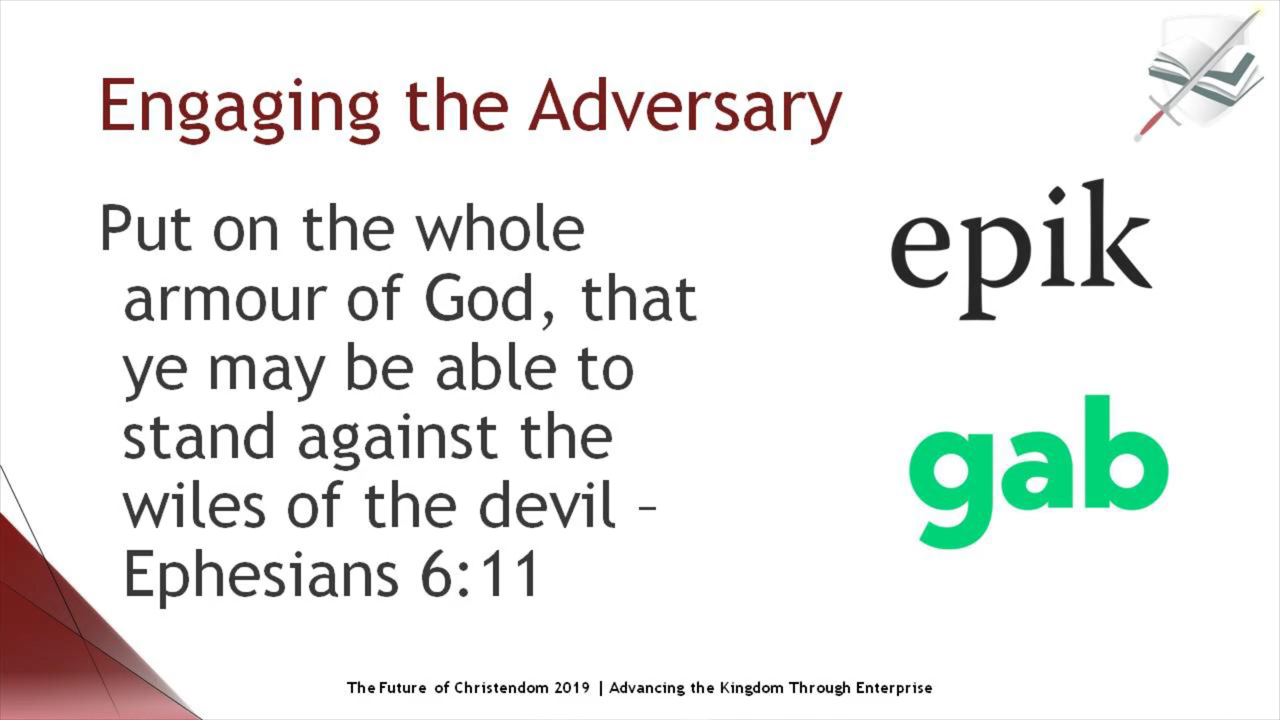 Engaging the Adversary
Put on the whole
armour of God, that
ye may be able to
stand against the
wiles of the devil –
Ephesians 6:11
epik
gab
The Future of Christendom 2019 | Advancing the Kingdom Through Enterprise